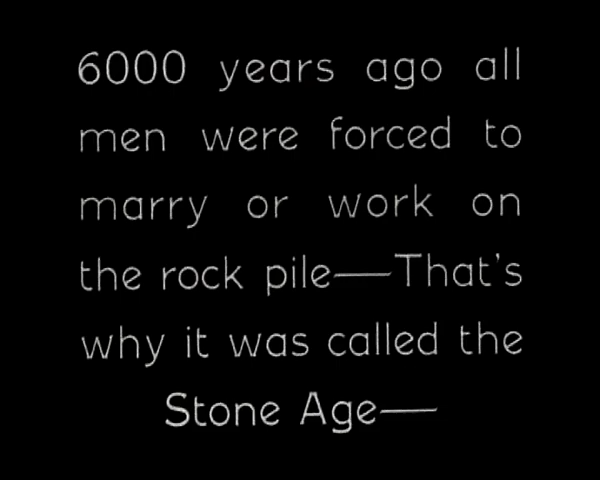 6000 years ago all
men were forced to
marry or work on
the rock pile——That's
why it was called the
Stone Age——